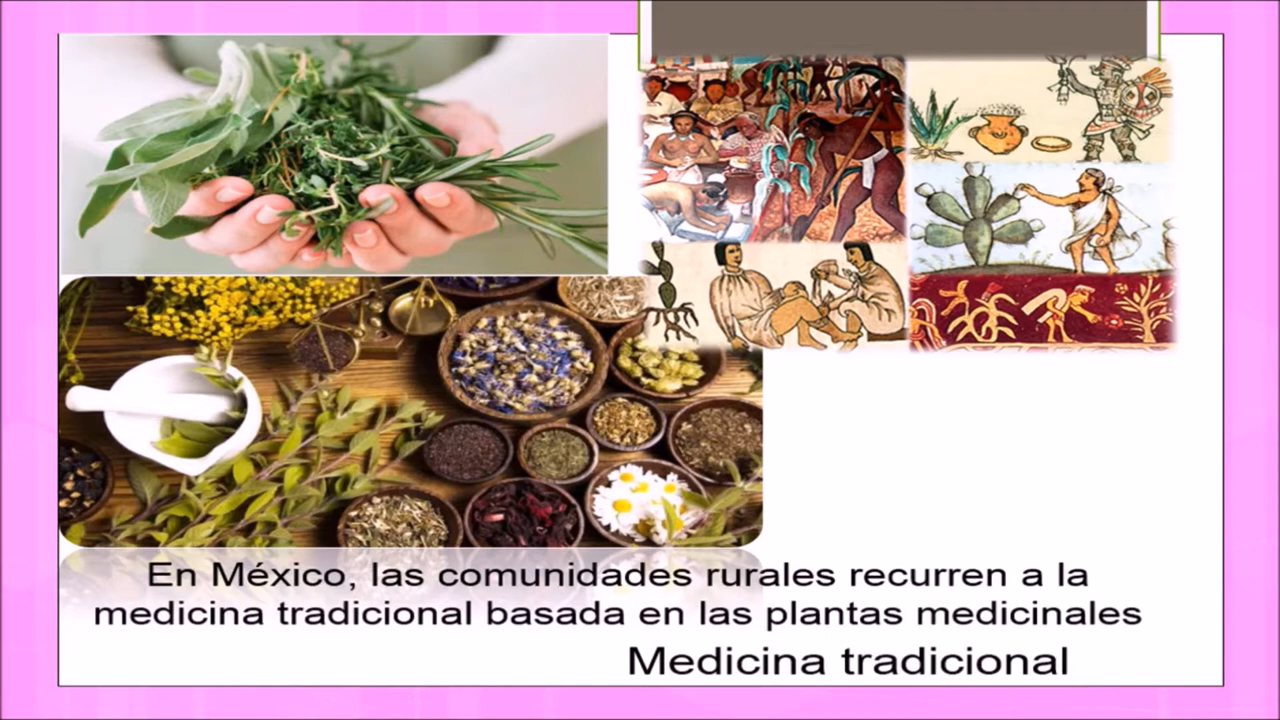 En México, las comunidades rurales recurren a la
medicina tradicional basada en las plantas medicinales
Medicina tradicional